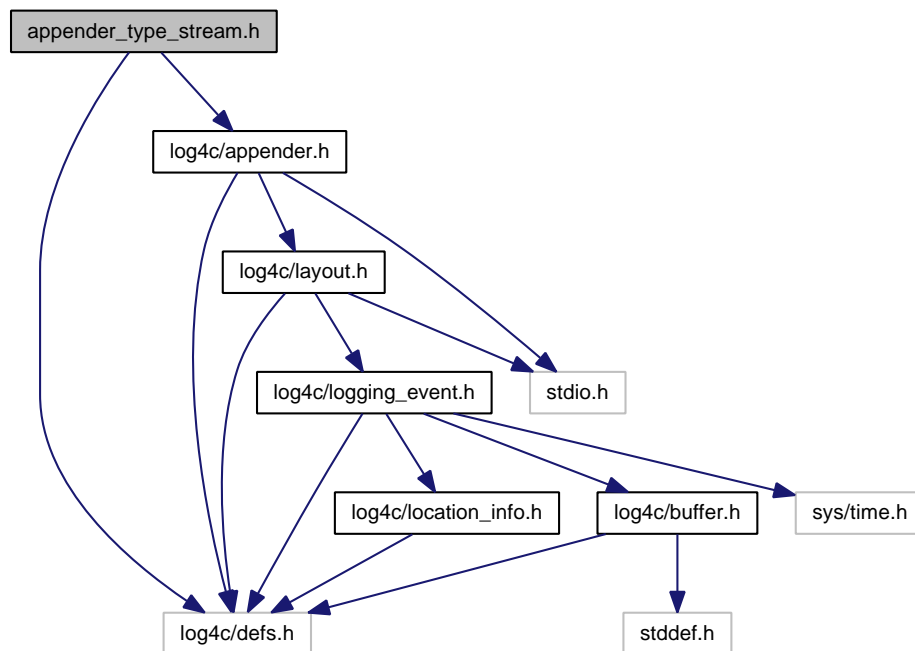 appender_type_stream.h
log4c/appender.h
log4c/layout.h
log4c/logging_event.h
stdio.h
log4c/location_info.h
log4c/buffer.h
sys/time.h
log4c/defs.h
stddef.h